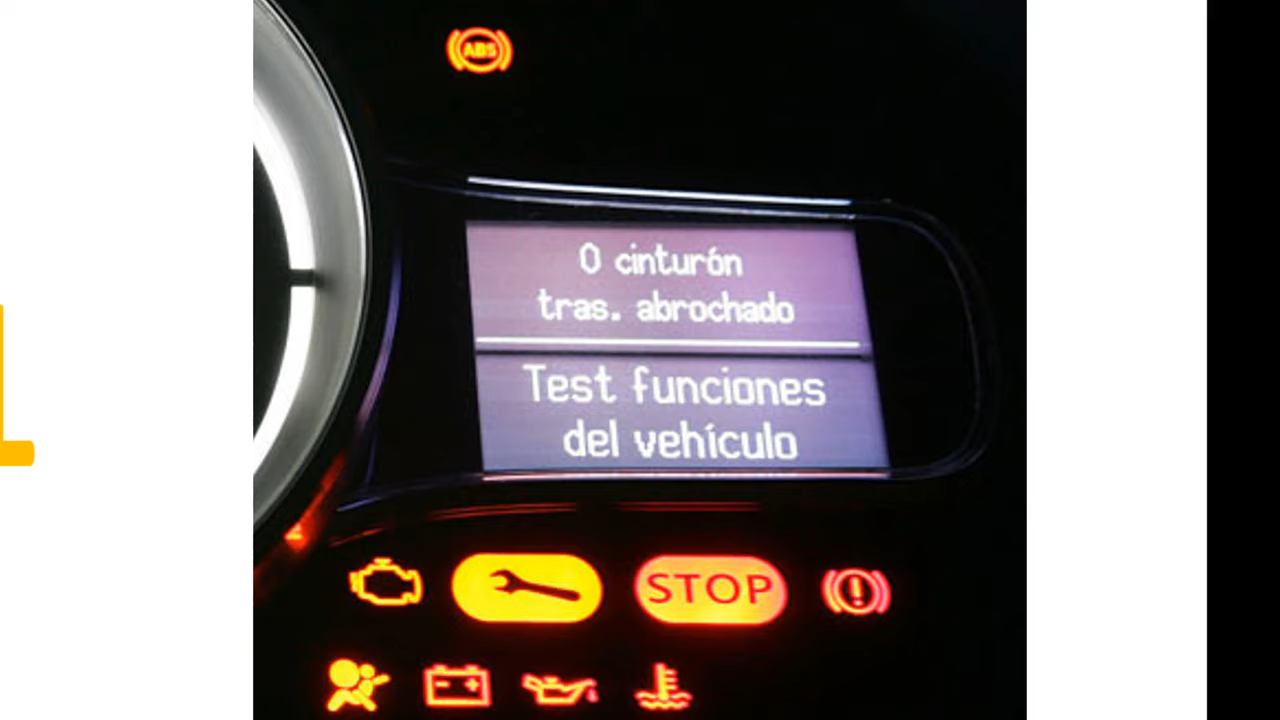 ABS
0 cinturón
tras. abrochado
Test funciones
del vehículo
STOP